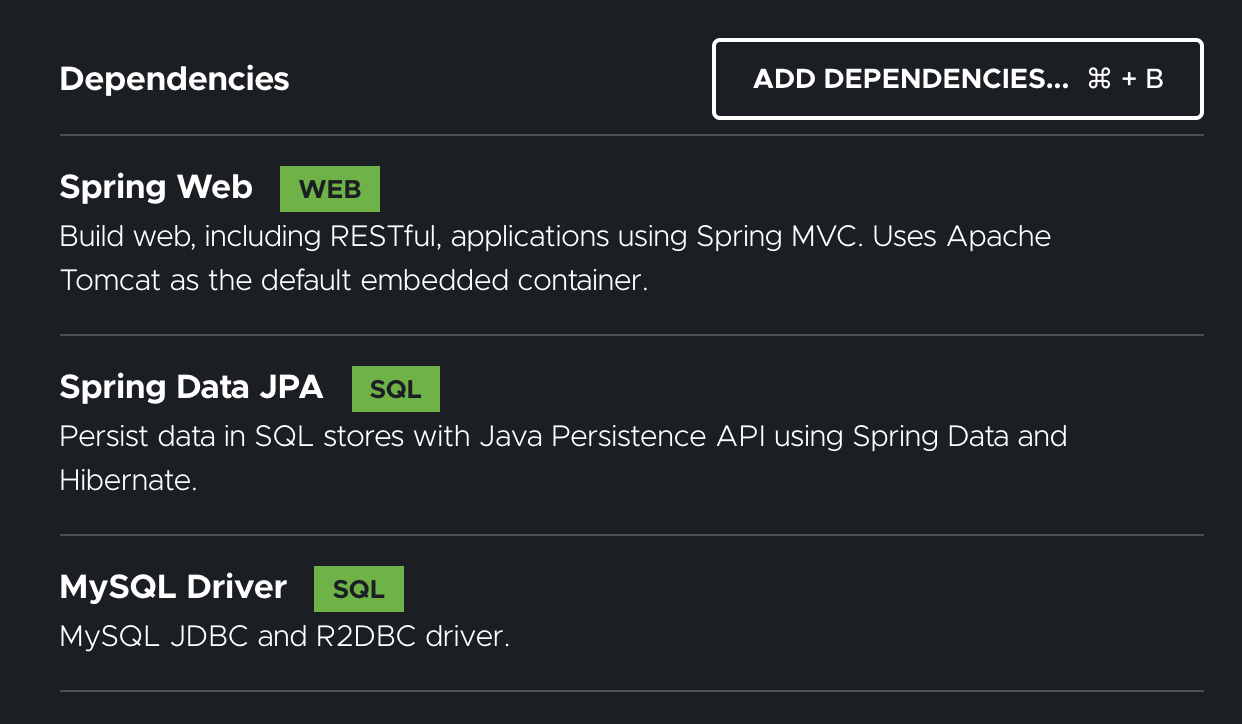 Dependencies
ADD DEPENDENCIES... ⌘ + B
Spring Web WEB
Build web, including RESTful, applications using Spring MVC. Uses Apache
Tomcat as the default embedded container.
Spring Data JPA SQL
Persist data in SQL stores with Java Persistence API using Spring Data and
Hibernate.
MySQL Driver SQL
MySQL JDBC and R2DBC driver.